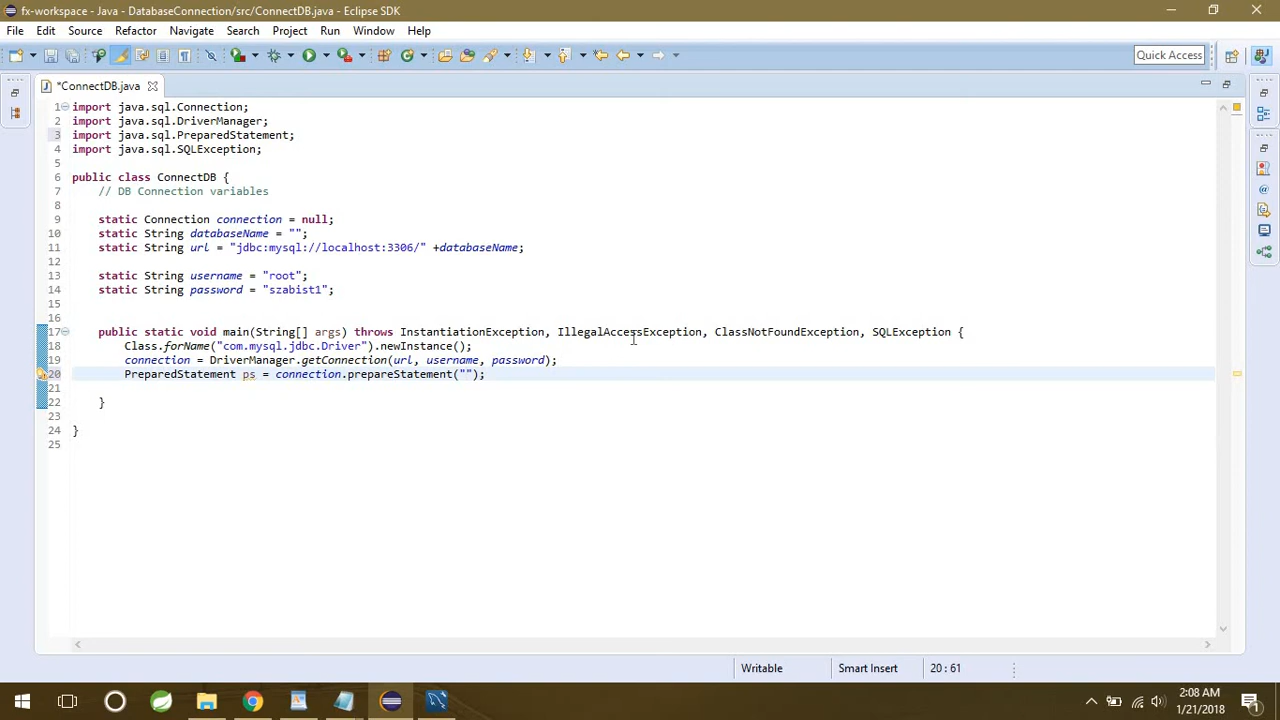 fx-workspace - Java - DatabaseConnection/src/ConnectDB.java - Eclipse SDK
File Edit Source Refactor Navigate Search Project Run Window Help
Quick Access
*ConnectDB.java
1 import java.sql.Connection;
2 import java.sql.DriverManager;
3 import java.sql.PreparedStatement;
4 import java.sql.SQLException;
5
6 public class ConnectDB {
7 // DB Connection variables
8
9 static Connection connection = null;
10 static String databaseName = "";
11 static String url = "jdbc:mysql://localhost:3306/" +databaseName;
12
13 static String username = "root";
14 static String password = "szabist1";
15
16
17 public static void main(String[] args) throws InstantiationException, IllegalAccessException, ClassNotFoundException, SQLException {
18 Class.forName("com.mysql.jdbc.Driver").newInstance();
19 connection = DriverManager.getConnection(url, username, password);
20 PreparedStatement ps = connection.prepareStatement("");
21
22 }
23
24 }
25
Writable Smart Insert 20 : 61
2:08 AM
1/21/2018